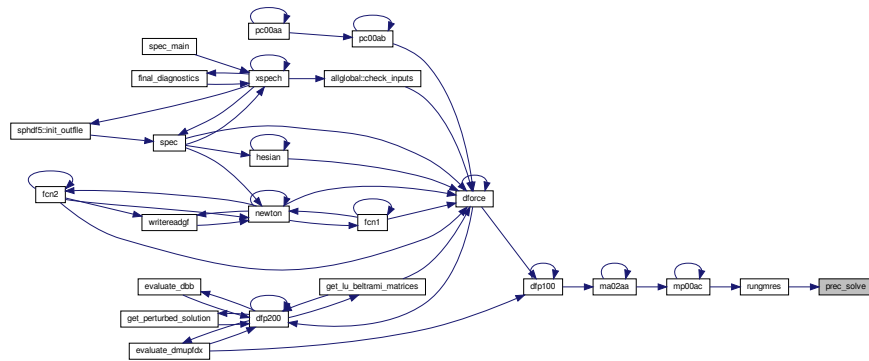 pc00aa
pc00ab
spec_main
final_diagnostics
xspech
allglobal::check_inputs
sphdf5::init_outfile
spec
hesian
fcn2
newton
dforce
writereadgf
fcn1
evaluate_dbb
get_lu_beltrami_matrices
dfp100
ma02aa
mp00ac
rungmres
prec_solve
get_perturbed_solution
dfp200
evaluate_dmupfdx